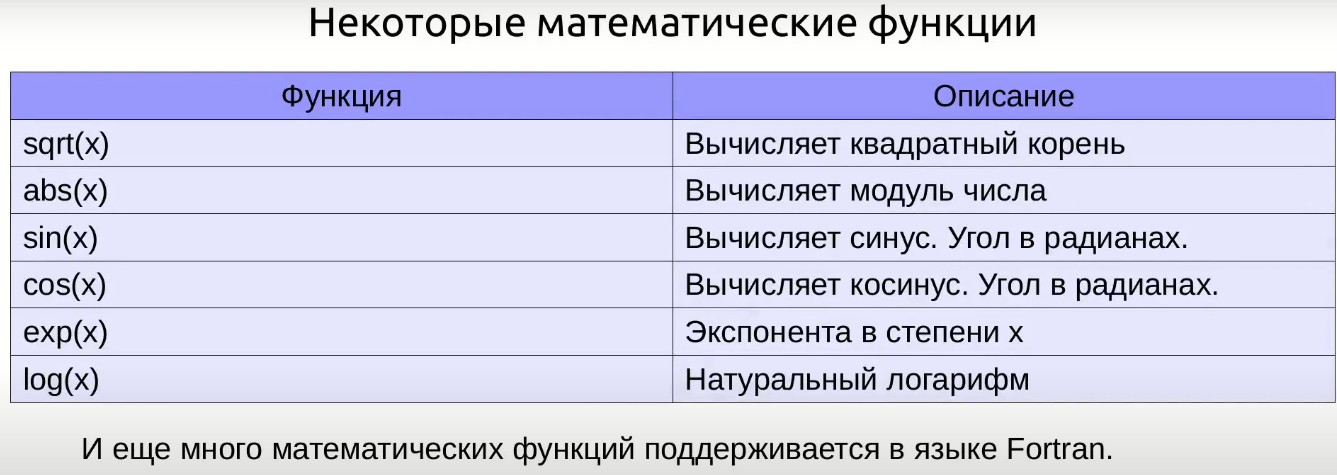 Некоторые математические функции
Функция Описание
sqrt(x) Вычисляет квадратный корень
abs(x) Вычисляет модуль числа
sin(x) Вычисляет синус. Угол в радианах.
cos(x) Вычисляет косинус. Угол в радианах.
exp(x) Экспонента в степени x
log(x) Натуральный логарифм
И еще много математических функций поддерживается в языке Fortran.